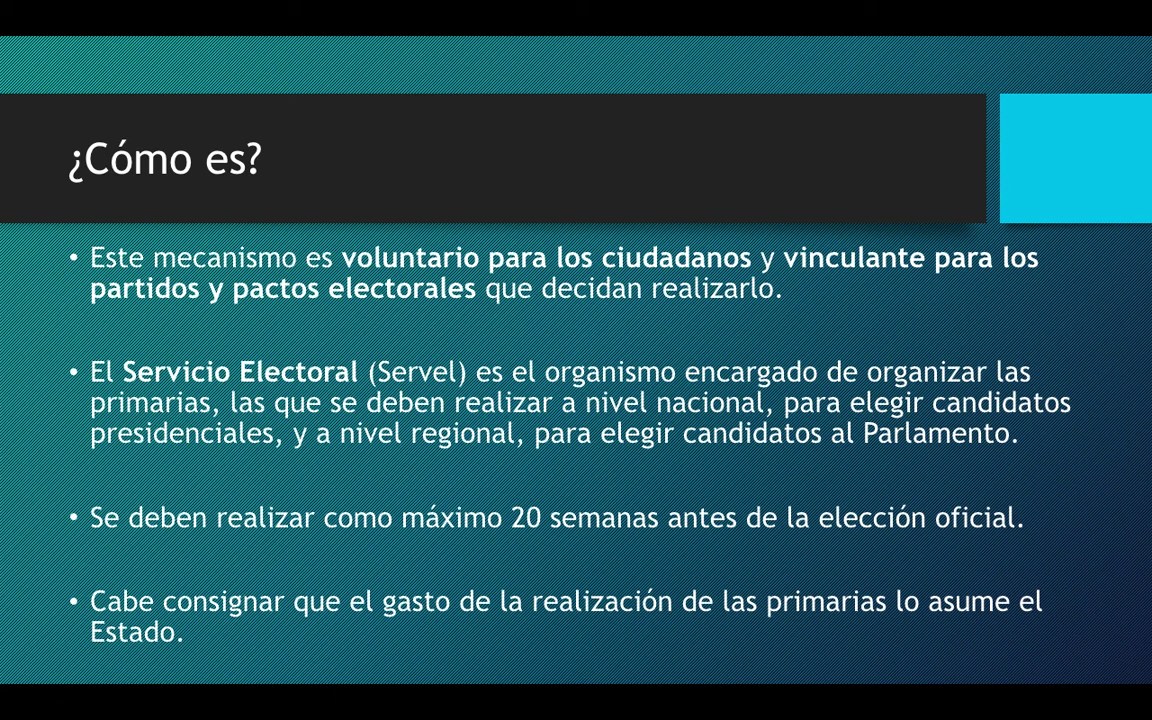 ¿Cómo es?
• Este mecanismo es voluntario para los ciudadanos y vinculante para los
partidos y pactos electorales que decidan realizarlo.
• El Servicio Electoral (Servel) es el organismo encargado de organizar las
primarias, las que se deben realizar a nivel nacional, para elegir candidatos
presidenciales, y a nivel regional, para elegir candidatos al Parlamento.
• Se deben realizar como máximo 20 semanas antes de la elección oficial.
• Cabe consignar que el gasto de la realización de las primarias lo asume el
Estado.